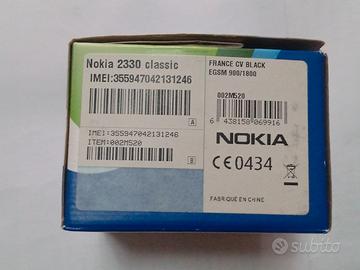 Nokia 2330 classic
IMEI:355947042131246
A
IMEI:355947042131246
ITEM:002M520
B
FRANCE CV BLACK
EGSM 900/1800
002M520
6 438158 069916
NOKIA
CE0434
FABRIQUÉ EN CHINE
subito